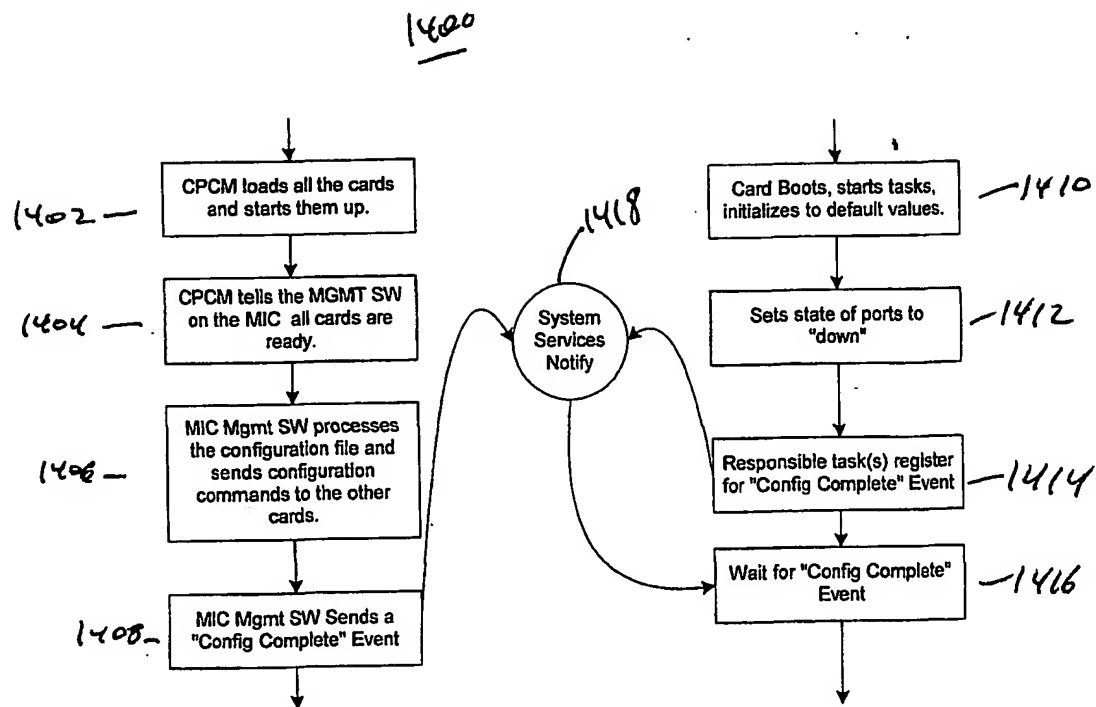 1400
CPCM loads all the cards
and starts them up.
1402
CPCM tells the MGMT SW
on the MIC all cards are
ready.
1404
MIC Mgmt SW processes
the configuration file and
sends configuration
commands to the other
cards.
1406
MIC Mgmt SW Sends a
"Config Complete" Event
1408
1418
System
Services
Notify
Card Boots, starts tasks,
initializes to default values.
1410
Sets state of ports to
"down"
1412
Responsible task(s) register
for "Config Complete" Event
1414
Wait for "Config Complete"
Event
1416